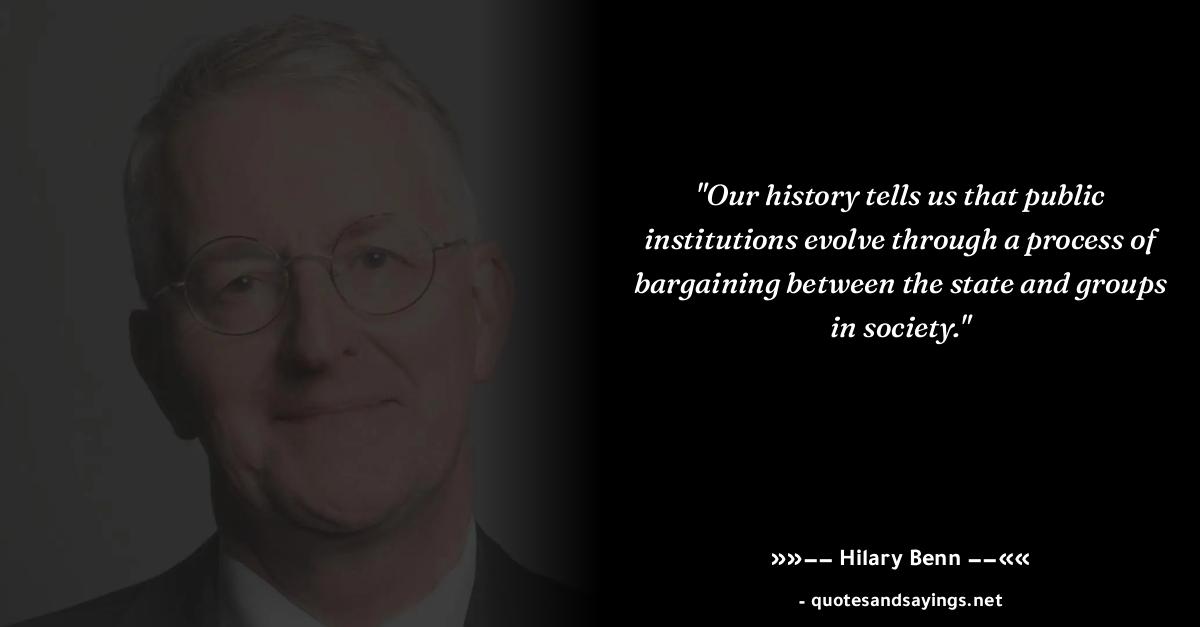 "Our history tells us that public
institutions evolve through a process of
bargaining between the state and groups
in society."
»»−− Hilary Benn −−««
- quotesandsayings.net